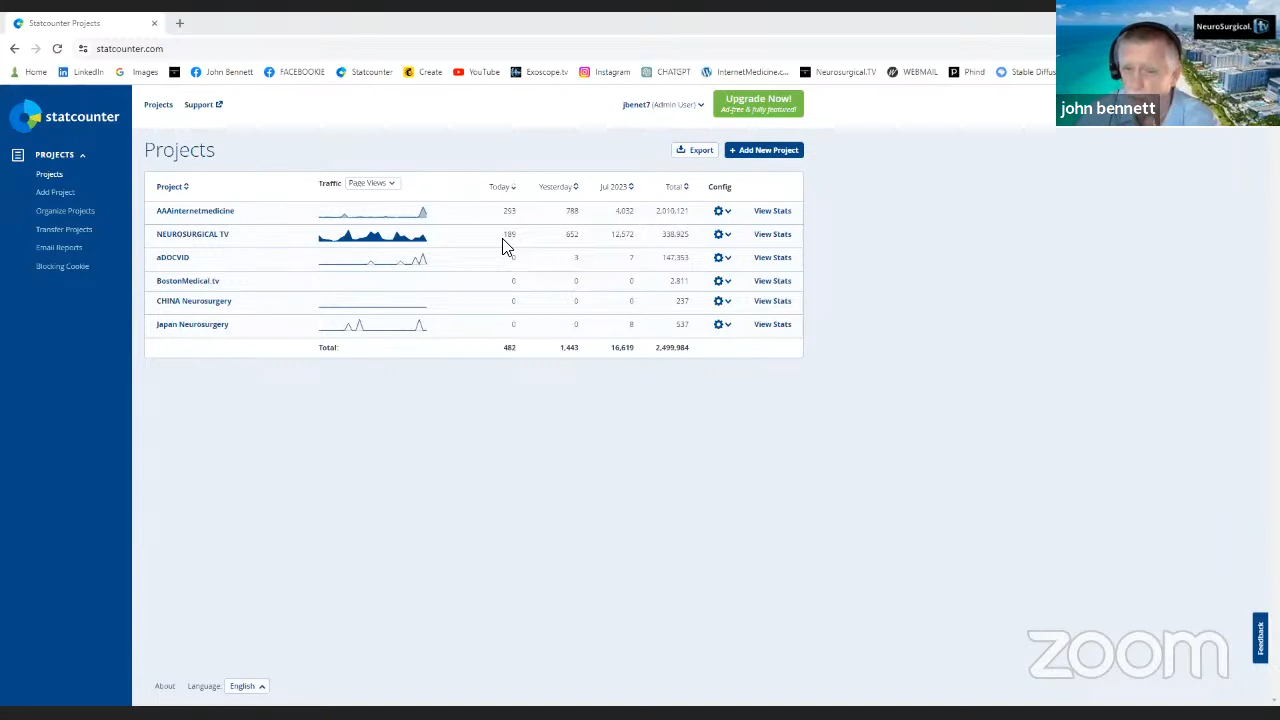 Statcounter Projects
statcounter.com
Home LinkedIn Images John Bennett FACEBOOKIE Statcounter Create YouTube Exoscope.tv Instagram CHATGPT InternetMedicine.c... Neurosurgical.TV WEBMAIL Phind Stable Diffus
NeuroSurgical. tv
john bennett
statcounter
Projects Support jbenet7 (Admin User) Upgrade Now!
Ad-free & fully featured!
PROJECTS
Projects
Add Project
Organize Projects
Transfer Projects
Email Reports
Blocking Cookie
Projects Export + Add New Project
Project Traffic Page Views Today Yesterday Jul 2023 Total Config
AAAinternetmedicine 293 788 4,032 2,010,121 View Stats
NEUROSURGICAL TV 189 652 12,572 338,925 View Stats
aDOCVID 3 7 147,353 View Stats
BostonMedical.tv 0 0 0 2,811 View Stats
CHINA Neurosurgery 0 0 0 237 View Stats
Japan Neurosurgery 0 0 8 537 View Stats
Total: 482 1,443 16,619 2,499,984
Feedback
zoom
About Language: English